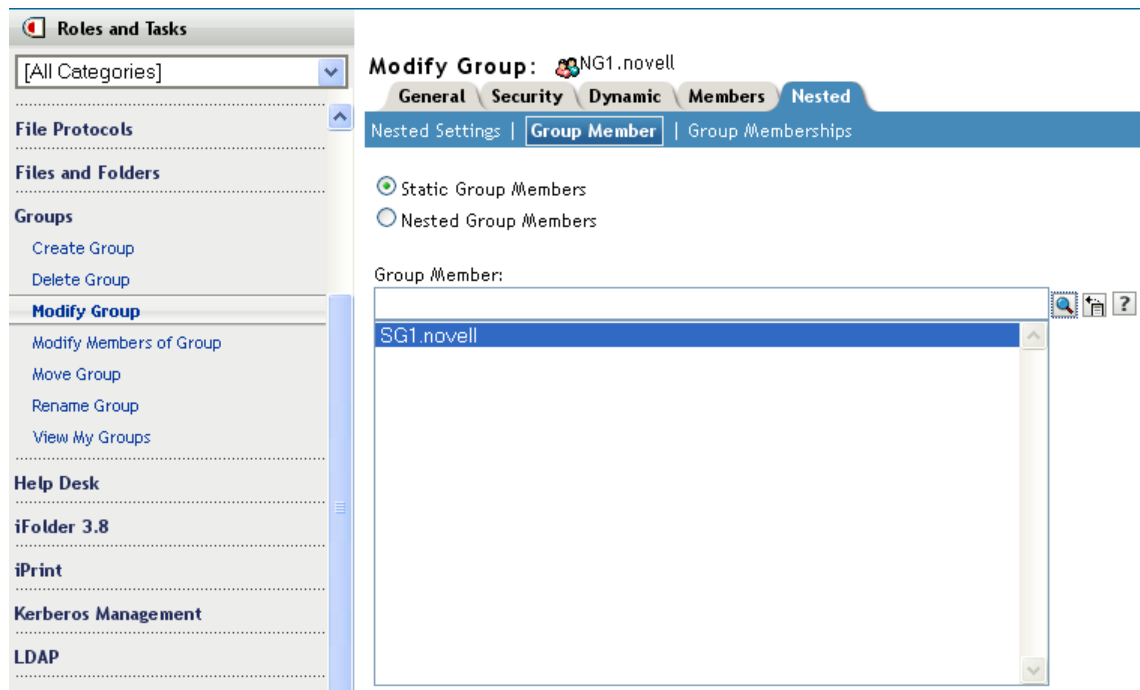 Roles and Tasks
[All Categories]
File Protocols
Files and Folders
Groups
Create Group
Delete Group
Modify Group
Modify Members of Group
Move Group
Rename Group
View My Groups
Help Desk
iFolder 3.8
iPrint
Kerberos Management
LDAP
Modify Group: NG1.novell
General Security Dynamic Members Nested
Nested Settings | Group Member | Group Memberships
Static Group Members
Nested Group Members
Group Member:
?
SG1.novell